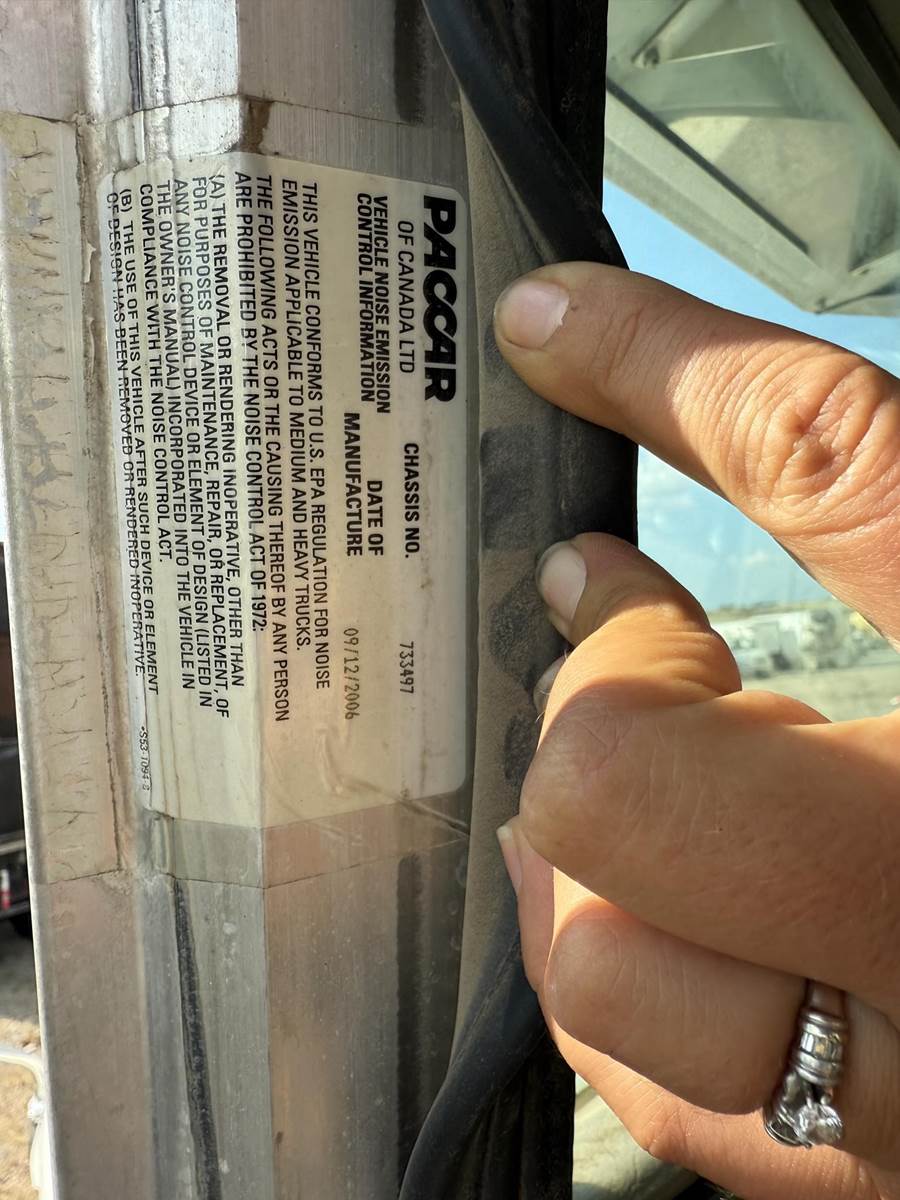 PACCAR
OF CANADA LTD
CHASSIS NO. 733497
VEHICLE NOISE EMISSION
CONTROL INFORMATION
DATE OF
MANUFACTURE
09/12/2006
THIS VEHICLE CONFORMS TO U.S. EPA REGULATION FOR NOISE
EMISSION APPLICABLE TO MEDIUM AND HEAVY TRUCKS.
THE FOLLOWING ACTS OR THE CAUSING THEREOF BY ANY PERSON
ARE PROHIBITED BY THE NOISE CONTROL ACT OF 1972:
(A) THE REMOVAL OR RENDERING INOPERATIVE, OTHER THAN
FOR PURPOSES OF MAINTENANCE, REPAIR, OR REPLACEMENT, OF
ANY NOISE CONTROL DEVICE OR ELEMENT OF DESIGN (LISTED IN
THE OWNER'S MANUAL) INCORPORATED INTO THE VEHICLE IN
COMPLIANCE WITH THE NOISE CONTROL ACT.
(B) THE USE OF THIS VEHICLE AFTER SUCH DEVICE OR ELEMENT
OF DESIGN HAS BEEN REMOVED OR RENDERED INOPERATIVE.